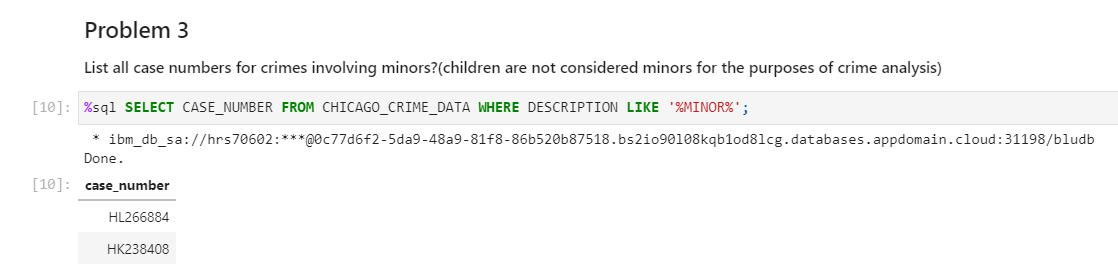 Problem 3
List all case numbers for crimes involving minors?(children are not considered minors for the purposes of crime analysis)
[10]: %sql SELECT CASE_NUMBER FROM CHICAGO_CRIME_DATA WHERE DESCRIPTION LIKE '%MINOR%';
* ibm_db_sa://hrs70602:***@0c77d6f2-5da9-48a9-81f8-86b520b87518.bs2io90l08kqb1od8lcg.databases.appdomain.cloud:31198/bludb
Done.
[10]: case_number
HL266884
HK238408